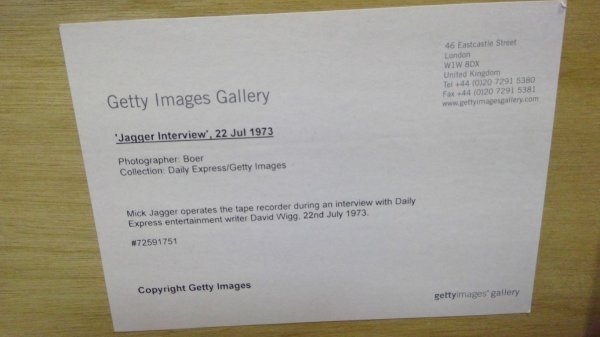 46 Eastcastle Street
London
W1W 8DX
United Kingdom
Tel +44 (0)20 7291 5380
Fax +44 (0)20 7291 5381
www.gettyimagesgallery.com
Getty Images Gallery
'Jagger Interview', 22 Jul 1973
Photographer: Boer
Collection: Daily Express/Getty Images
Mick Jagger operates the tape recorder during an interview with Daily
Express entertainment writer David Wigg, 22nd July 1973.
#72591751
Copyright Getty Images
gettyimages® gallery